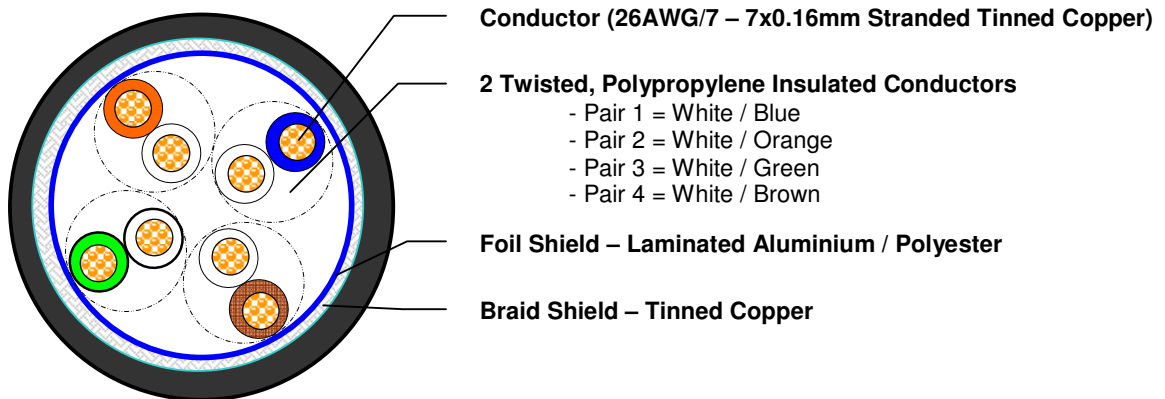 Conductor (26AWG/7 – 7x0.16mm Stranded Tinned Copper)
2 Twisted, Polypropylene Insulated Conductors
- Pair 1 = White / Blue
- Pair 2 = White / Orange
- Pair 3 = White / Green
- Pair 4 = White / Brown
Foil Shield – Laminated Aluminium / Polyester
Braid Shield – Tinned Copper